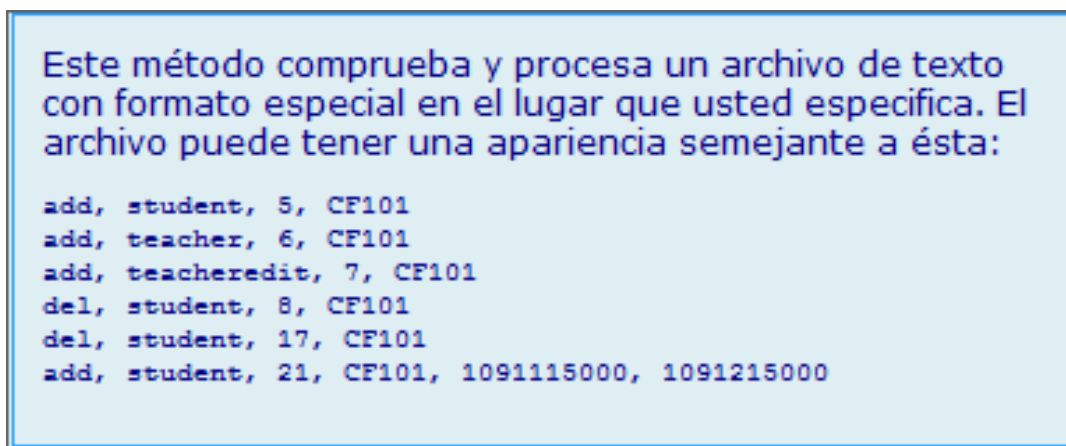 Este método comprueba y procesa un archivo de texto
con formato especial en el lugar que usted especifica. El
archivo puede tener una apariencia semejante a ésta:
add, student, 5, CF101
add, teacher, 6, CF101
add, teacheredit, 7, CF101
del, student, 8, CF101
del, student, 17, CF101
add, student, 21, CF101, 1091115000, 1091215000